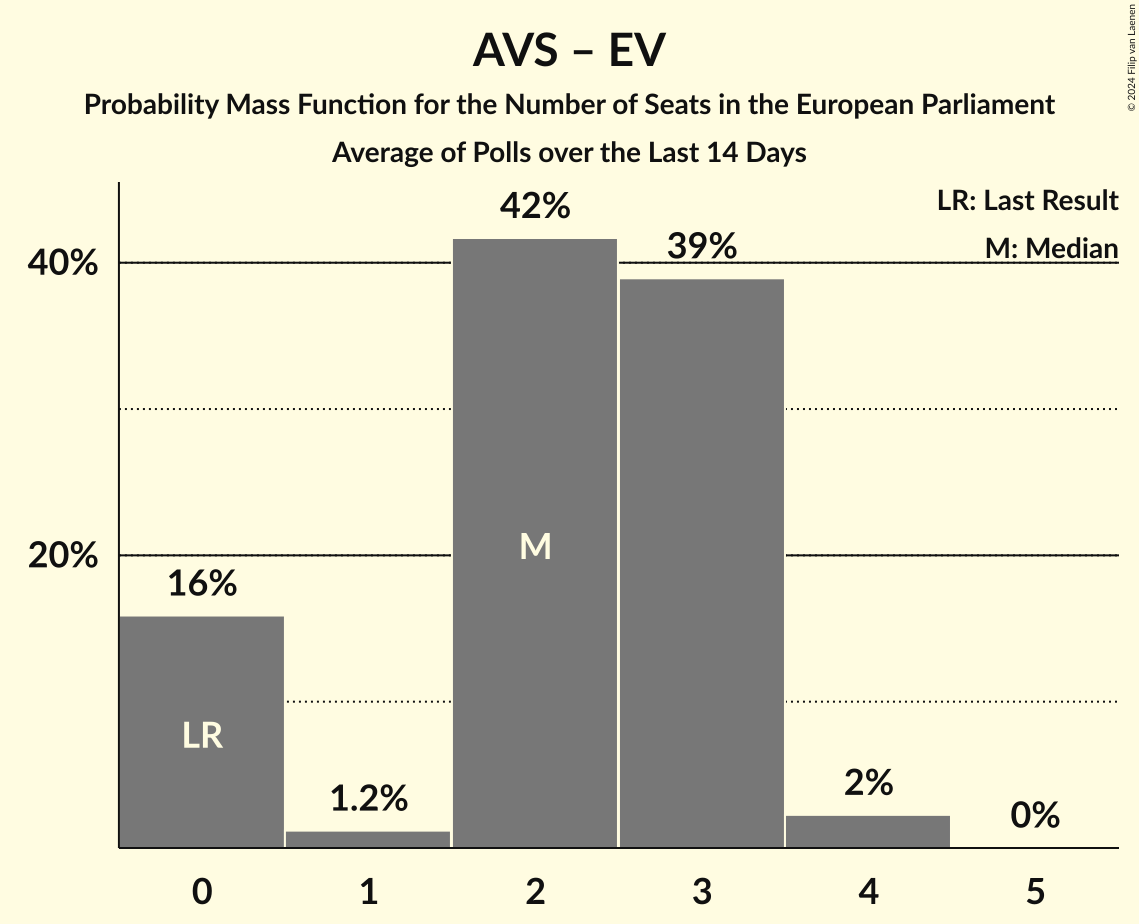 AVS – EV
Probability Mass Function for the Number of Seats in the European Parliament
Average of Polls over the Last 14 Days
© 2024 Filip van Laenen
LR: Last Result
M: Median
42%
39%
40%
M
20%
16%
LR
1.2%
2%
0%
0 1 2 3 4 5